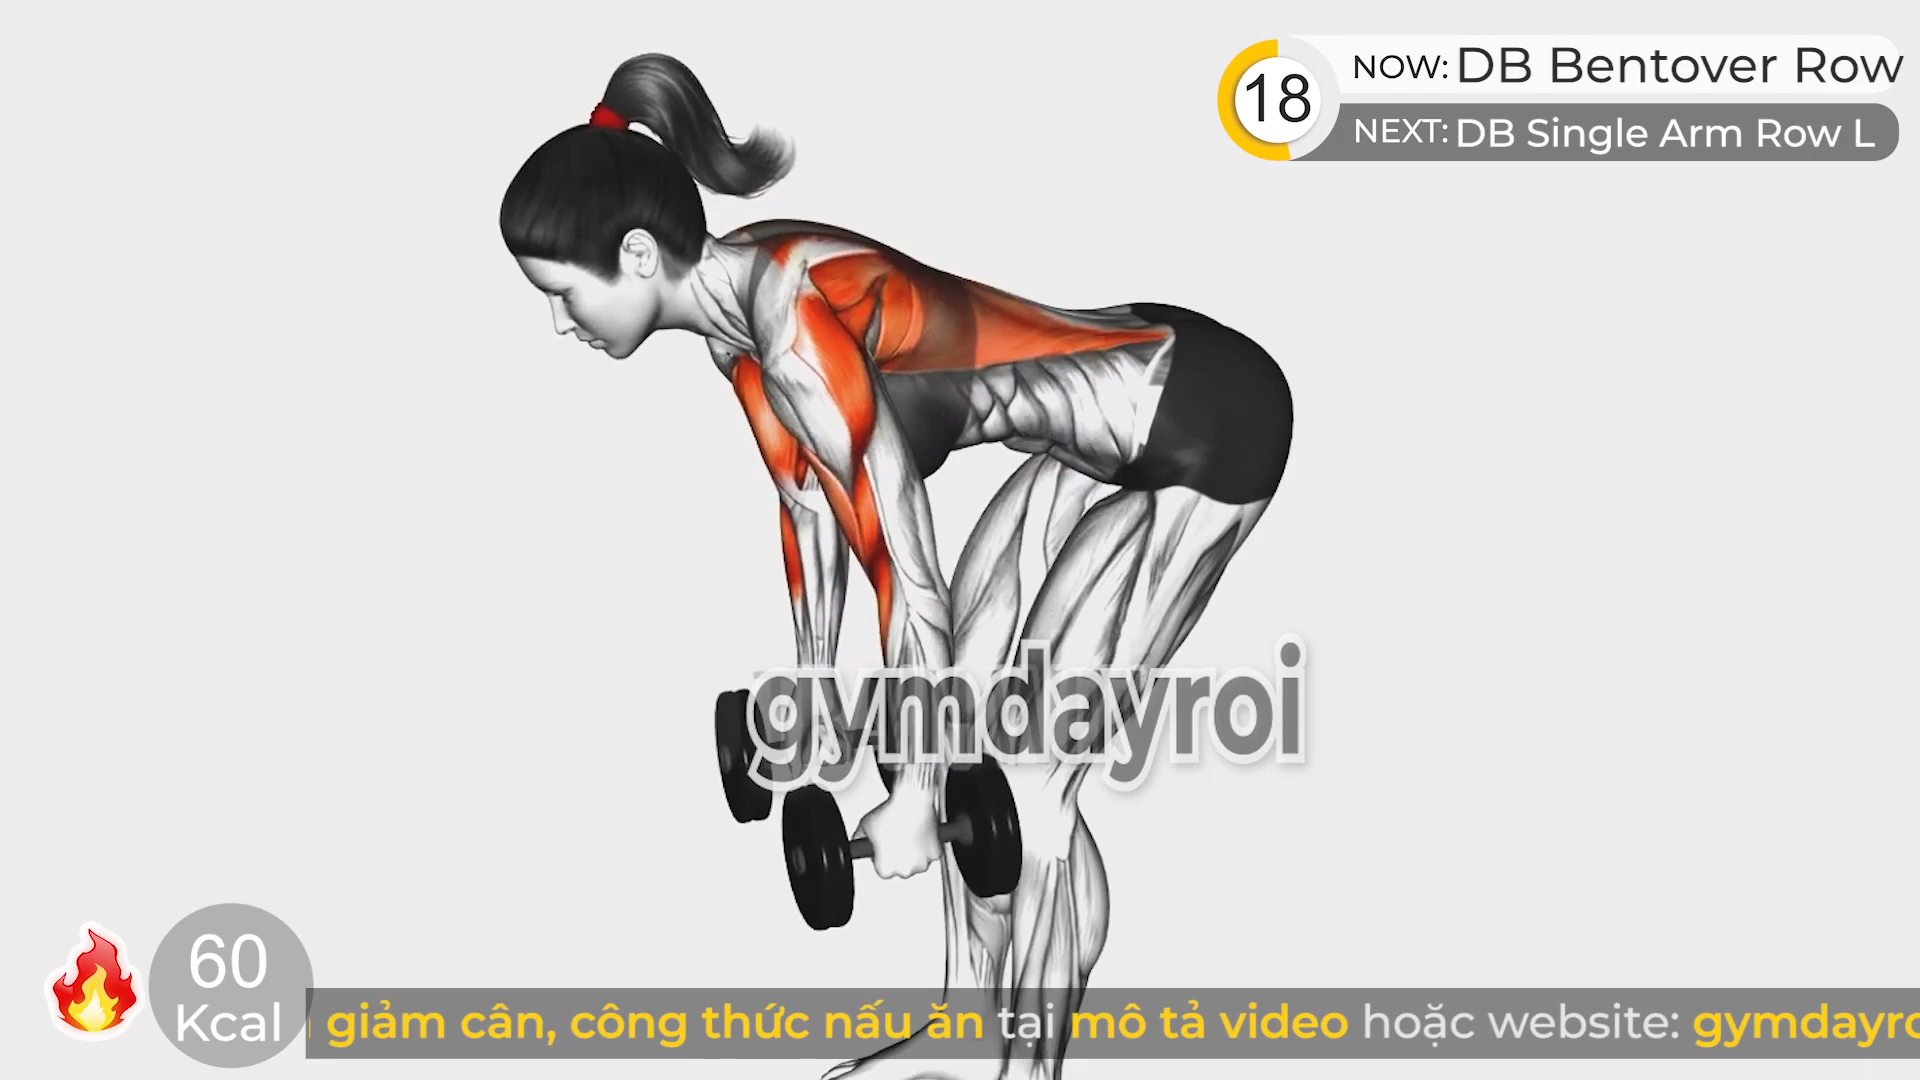 18
NOW: DB Bentover Row
NEXT: DB Single Arm Row L
gymdayroi
60
Kcal
giảm cân, công thức nấu ăn tại mô tả video hoặc website: gymdayro